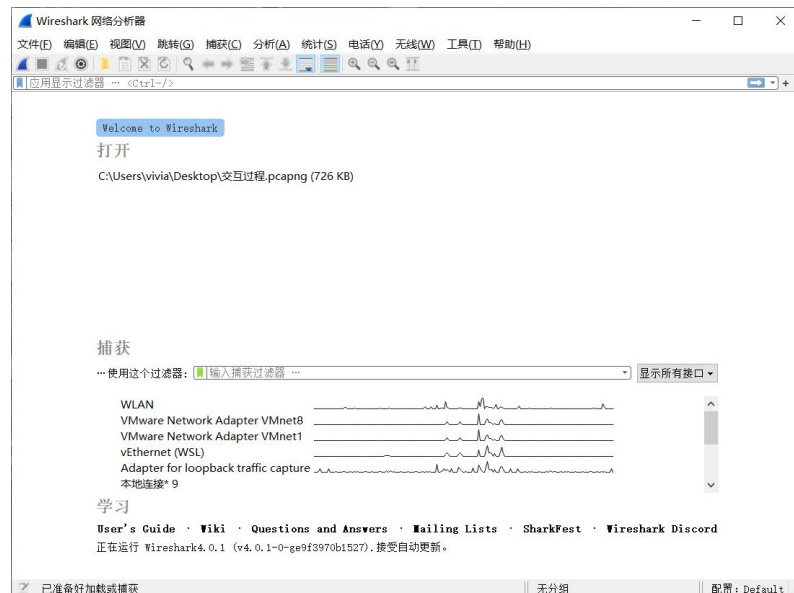 Wireshark 网络分析器
文件(F) 编辑(E) 视图(V) 跳转(G) 捕获(C) 分析(A) 统计(S) 电话(Y) 无线(W) 工具(T) 帮助(H)
应用显示过滤器 … <Ctrl-/>
+
Welcome to Wireshark
打开
C:\Users\vivia\Desktop\交互过程.pcapng (726 KB)
捕获
…使用这个过滤器: 输入捕获过滤器 … 显示所有接口
WLAN
VMware Network Adapter VMnet8
VMware Network Adapter VMnet1
vEthernet (WSL)
Adapter for loopback traffic capture
本地连接* 9
学习
User's Guide · Wiki · Questions and Answers · Mailing Lists · SharkFest · Wireshark Discord
正在运行 Wireshark4.0.1 (v4.0.1-0-ge9f3970b1527).接受自动更新。
已准备好加载或捕获 无分组 配置: Default